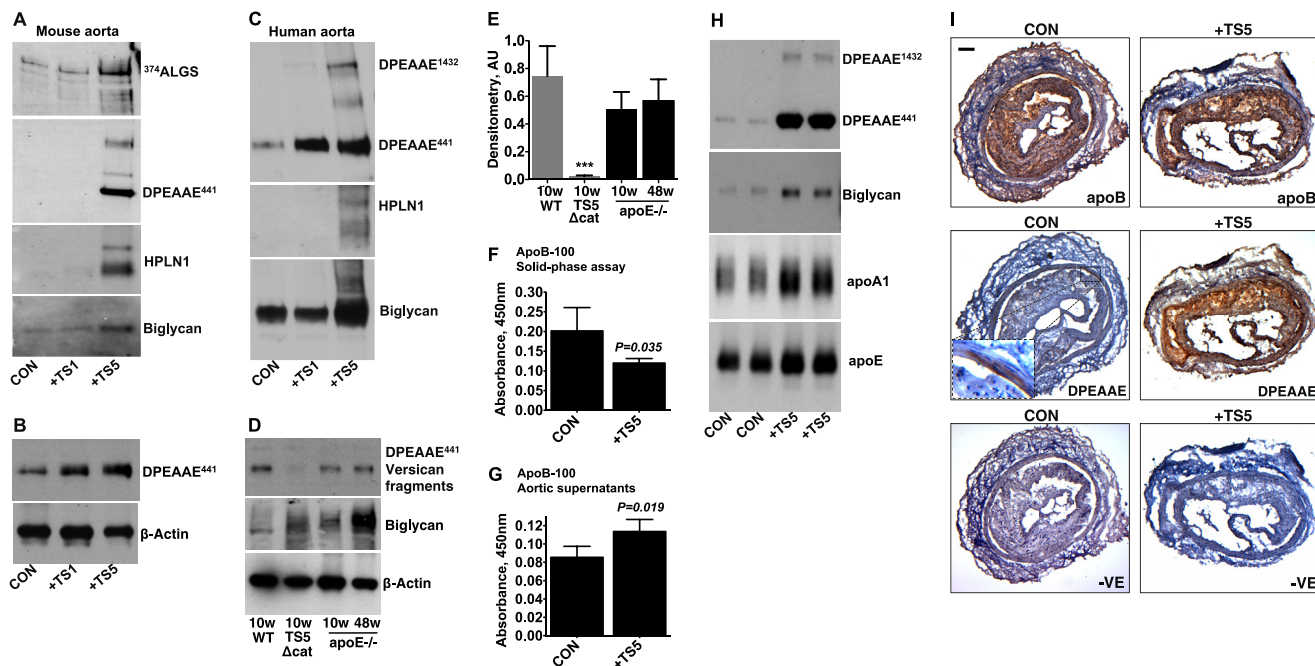 A
Mouse aorta
³⁷⁴ALGS
DPEAAE⁴⁴¹
HPLN1
Biglycan
CON
+TS1
+TS5
B
DPEAAE⁴⁴¹
β-Actin
CON
+TS1
+TS5
C
Human aorta
DPEAAE¹⁴³²
DPEAAE⁴⁴¹
HPLN1
Biglycan
CON
+TS1
+TS5
D
DPEAAE⁴⁴¹
Versican
fragments
Biglycan
β-Actin
10w
WT
10w
TS5
Δcat
10w 48w
apoE-/-
E
Densitometry, AU
1.0
0.8
0.6
0.4
0.2
0.0
***
10w
WT
10w
TS5
Δcat
10w 48w
apoE-/-
F
ApoB-100
Solid-phase assay
Absorbance, 450nm
0.30
0.25
0.20
0.15
0.10
0.05
0.00
P=0.035
CON
+TS5
G
ApoB-100
Aortic supernatants
Absorbance, 450nm
0.14
0.12
0.10
0.08
0.06
0.04
0.02
0.00
P=0.019
CON
+TS5
H
DPEAAE¹⁴³²
DPEAAE⁴⁴¹
Biglycan
apoA1
apoE
CON
CON
+TS5
+TS5
I
CON
+TS5
apoB
apoB
CON
+TS5
DPEAAE
DPEAAE
CON
+TS5
-VE
-VE